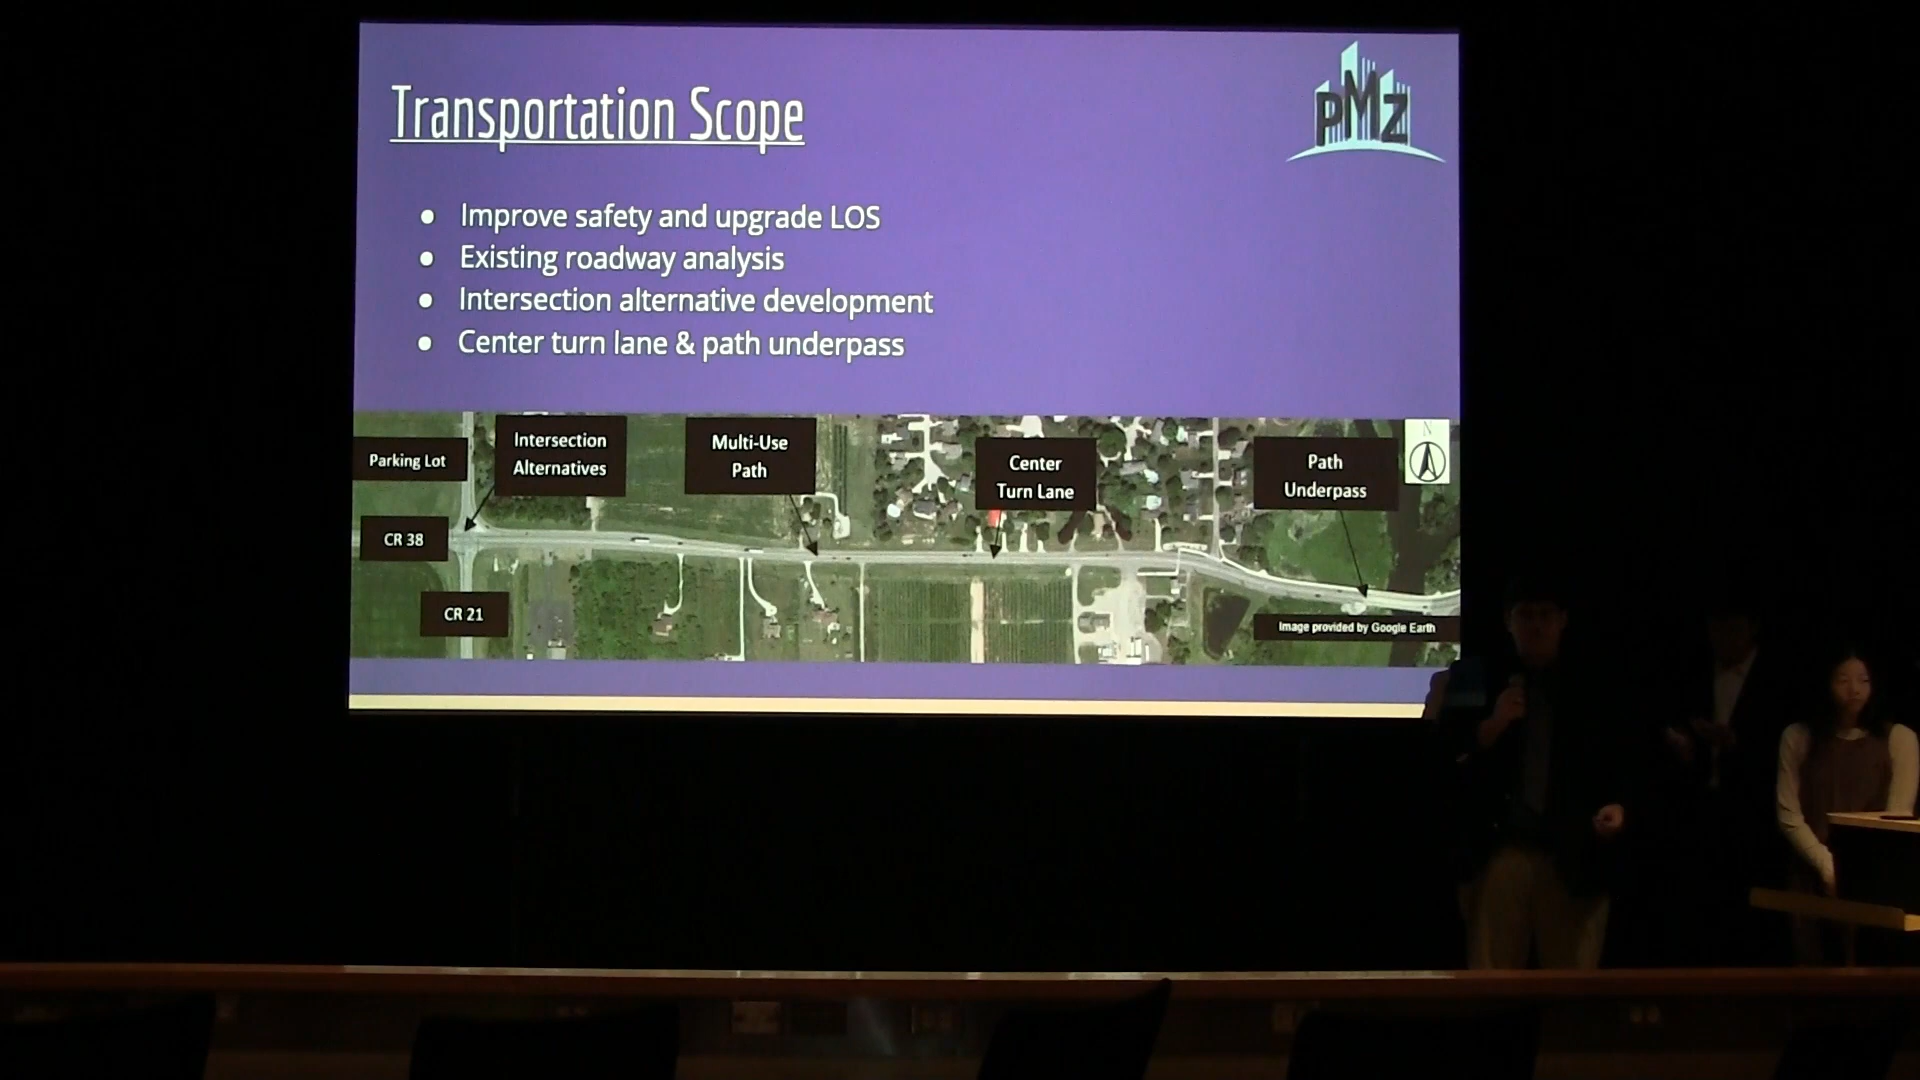 Transportation Scope
PMZ
Improve safety and upgrade LOS
Existing roadway analysis
Intersection alternative development
Center turn lane & path underpass
Parking Lot
Intersection
Alternatives
Multi-Use
Path
Center
Turn Lane
Path
Underpass
N
CR 38
CR 21
Image provided by Google Earth